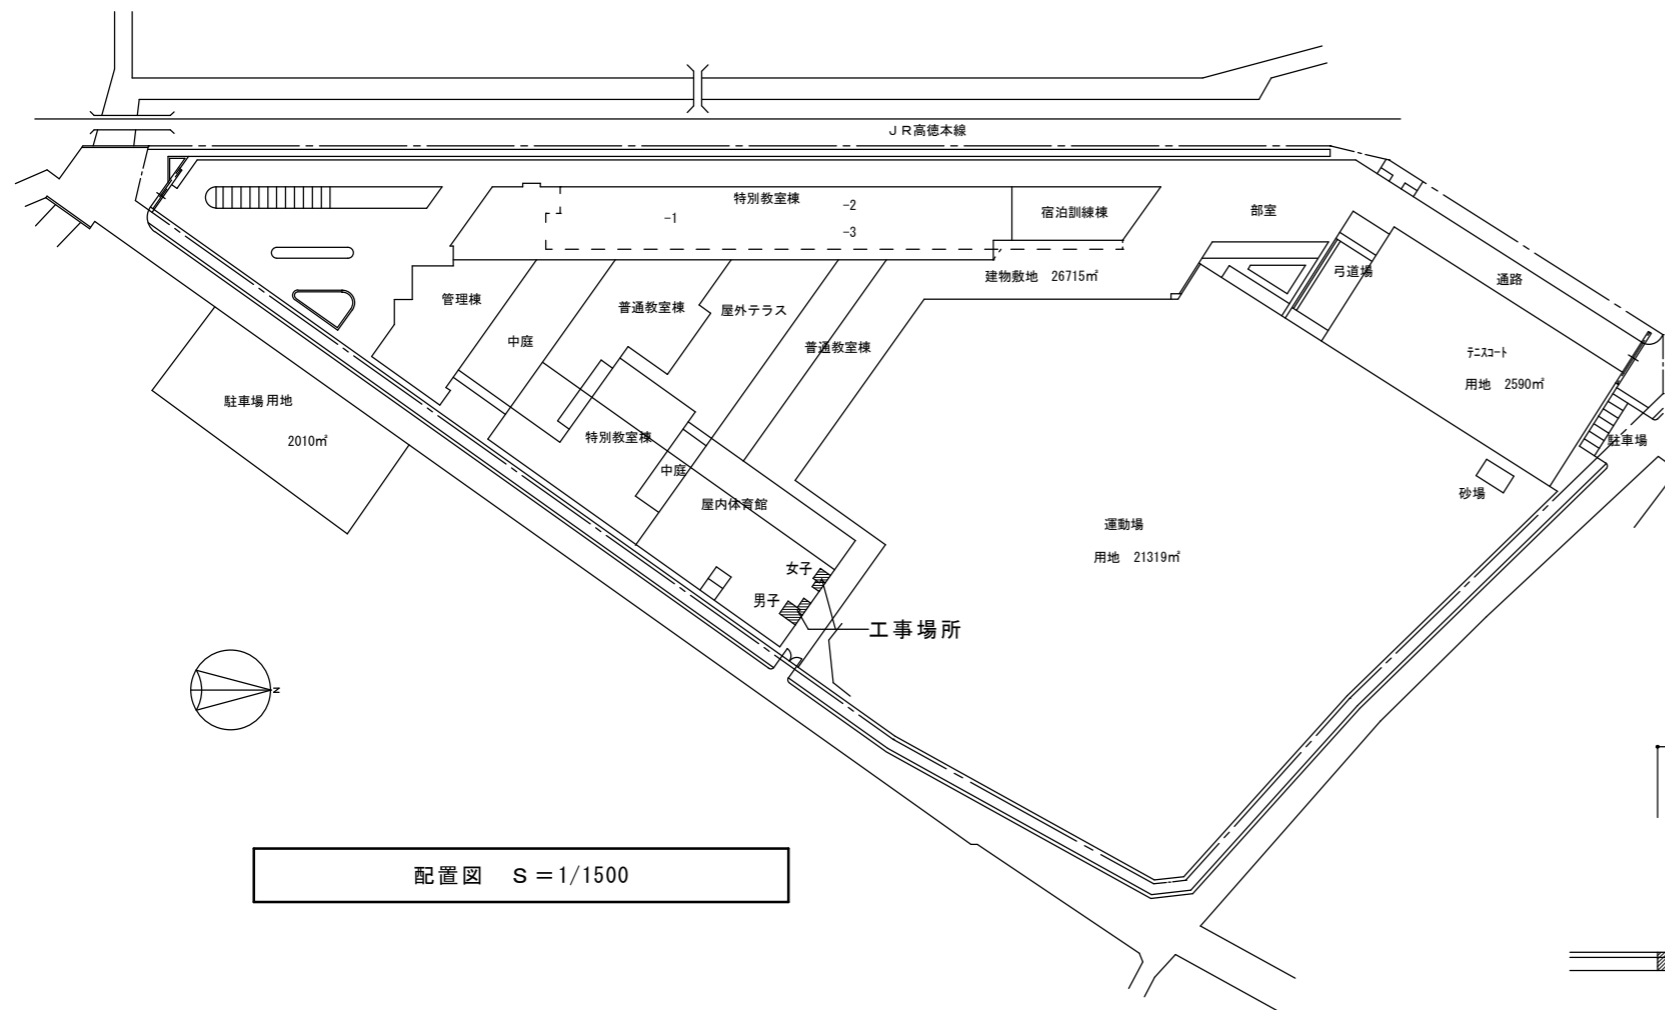 ＪＲ高徳本線
特別教室棟
-1
-2
-3
宿泊訓練棟
部室
弓道場
通路
建物敷地 26715㎡
管理棟
普通教室棟
屋外テラス
中庭
普通教室棟
テニスコート
用地 2590㎡
駐車場用地
2010㎡
特別教室棟
中庭
駐車場
砂場
屋内体育館
運動場
用地 21319㎡
女子
男子
工事場所
N
配置図 Ｓ＝1/1500